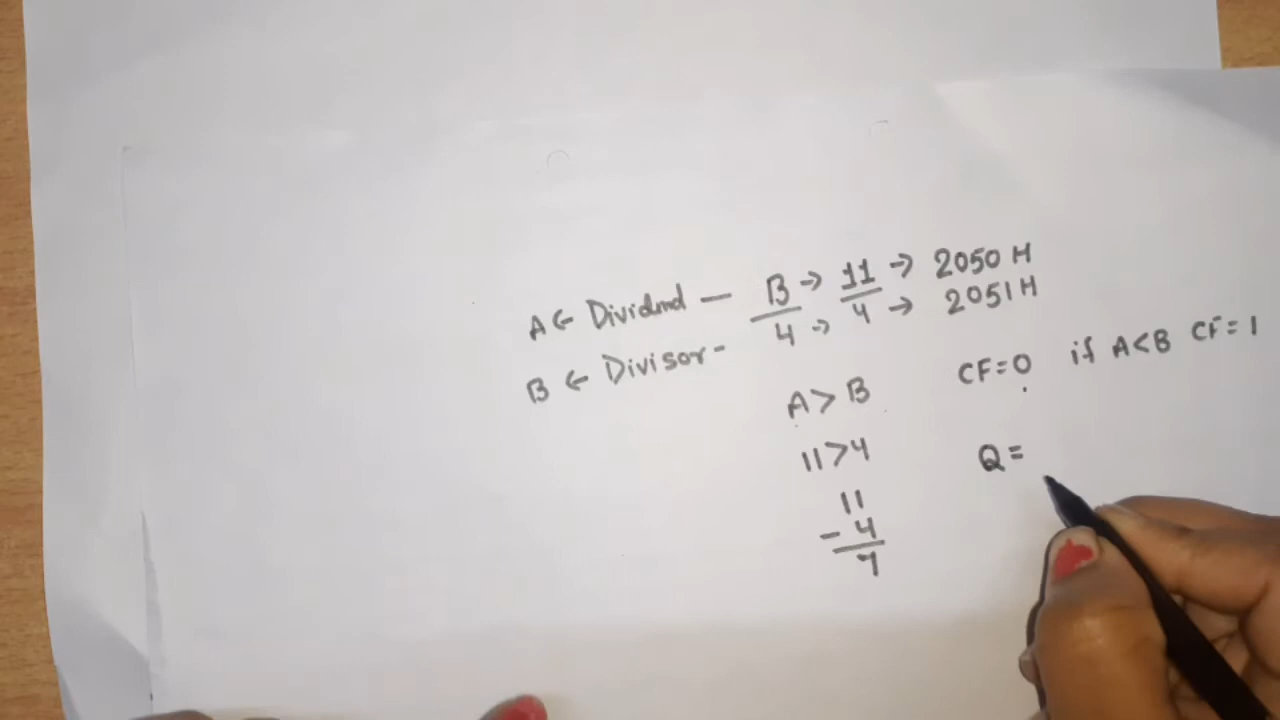 A ← Dividend — B → 11 → 2050 H
B ← Divisor - 4 → 4 → 2051 H
A > B CF = 0 if A < B CF = 1
11 > 4 Q =
11
- 4
7